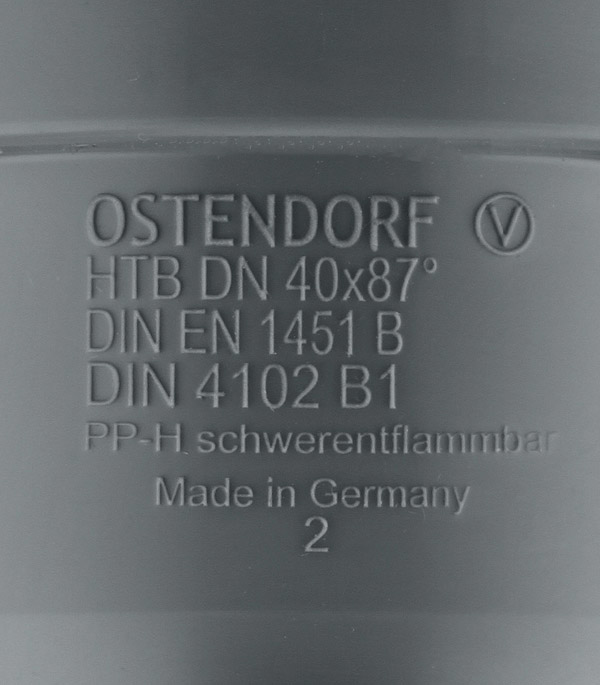 OSTENDORF Ⓥ
HTB DN 40x87°
DIN EN 1451 B
DIN 4102 B1
PP-H schwerentflammbar
Made in Germany
2